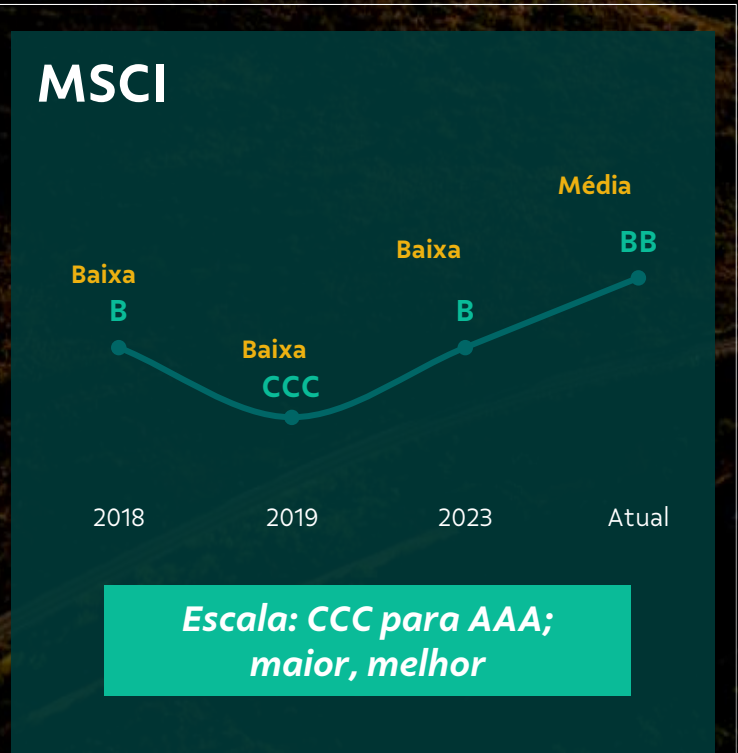 MSCI
Média
BB
Baixa
B
Baixa
B
Baixa
CCC
2018
2019
2023
Atual
Escala: CCC para AAA;
maior, melhor